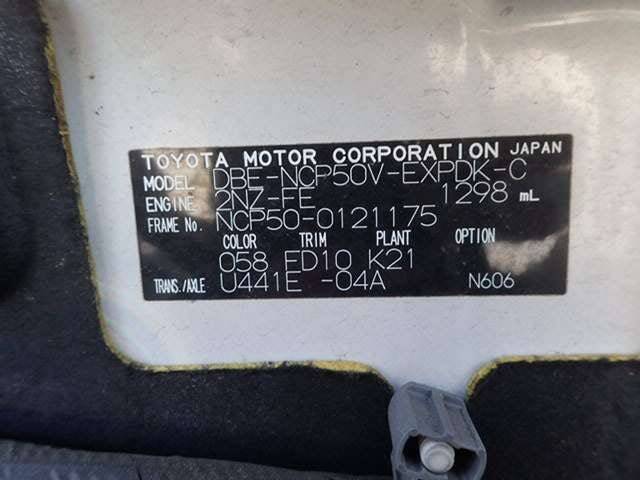 TOYOTA MOTOR CORPORATION JAPAN
MODEL DBE-NCP50V-EXPDK-C
ENGINE 2NZ-FE 1298 mL
FRAME No. NCP50-0121175
COLOR TRIM PLANT OPTION
058 FD10 K21
TRANS./AXLE U441E -04A N606